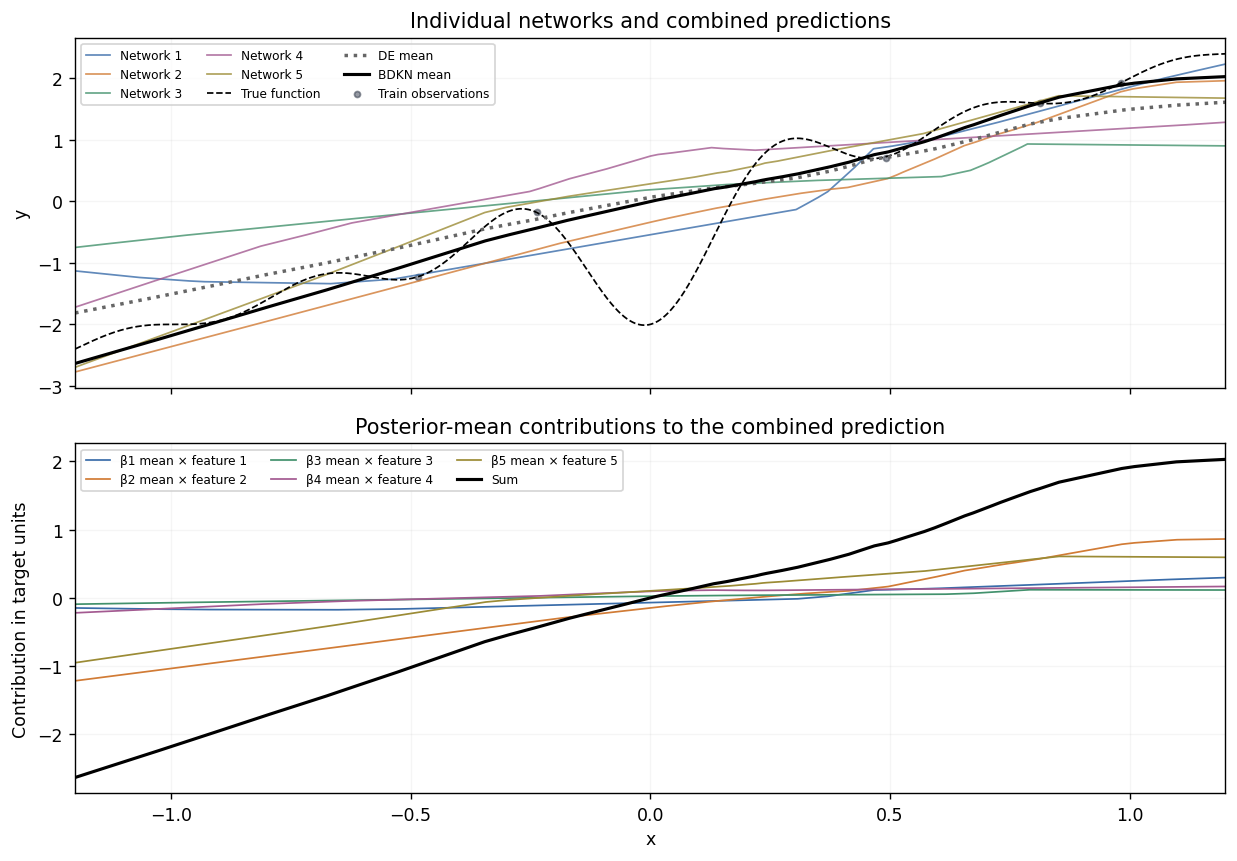 Individual networks and combined predictions
Network 1 Network 4 DE mean
Network 2 Network 5 BDKN mean
Network 3 True function Train observations
2
1
0
−1
−2
−3
y
Posterior-mean contributions to the combined prediction
β1 mean × feature 1 β3 mean × feature 3 β5 mean × feature 5
β2 mean × feature 2 β4 mean × feature 4 Sum
2
1
0
−1
−2
Contribution in target units
−1.0 −0.5 0.0 0.5 1.0
x